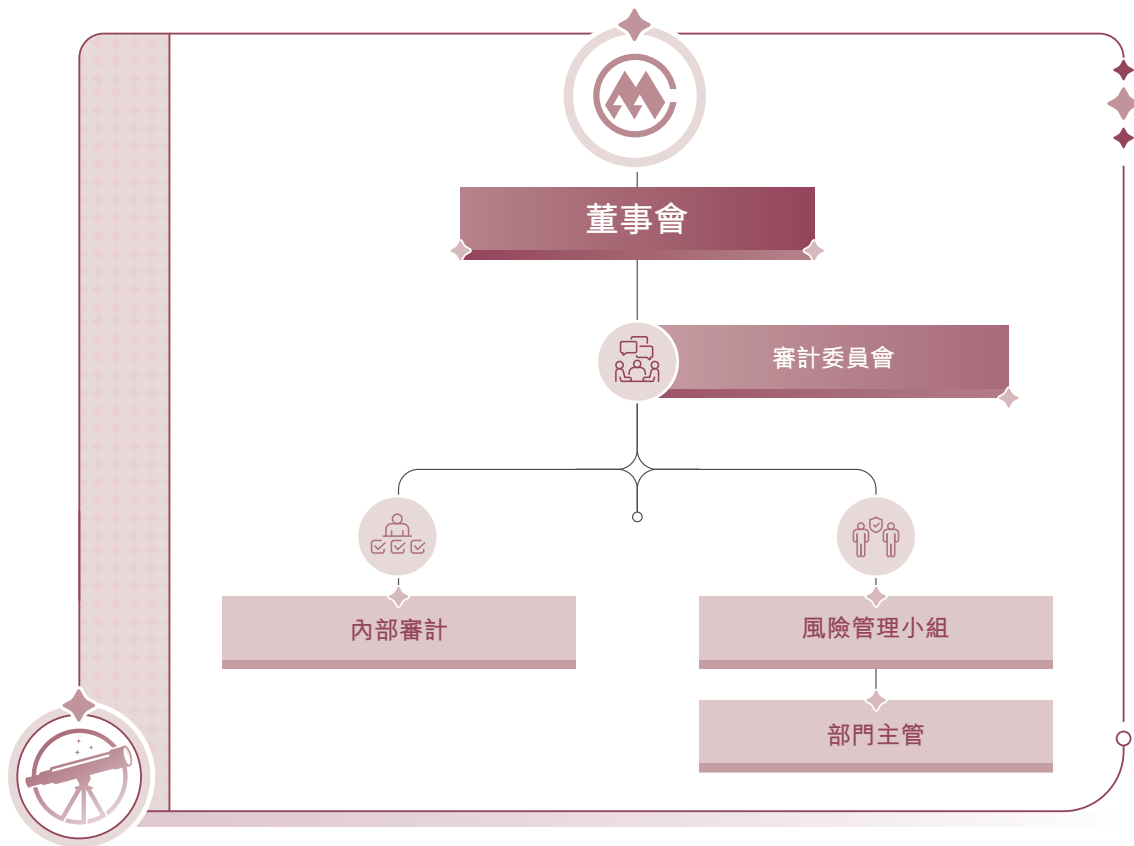 董事會
審計委員會
內部審計
風險管理小組
部門主管